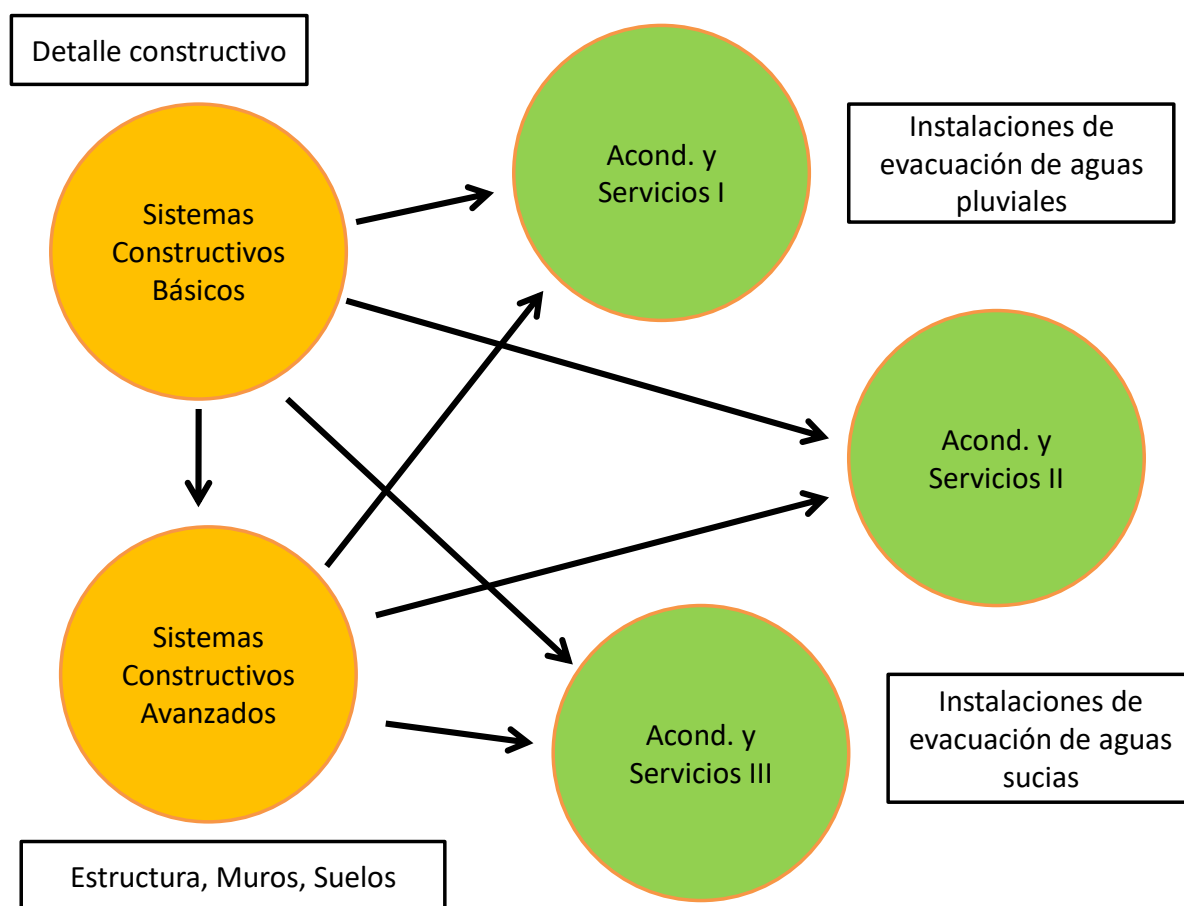 Detalle constructivo
Sistemas
Constructivos
Básicos
Acond. y
Servicios I
Instalaciones de
evacuación de aguas
pluviales
Acond. y
Servicios II
Sistemas
Constructivos
Avanzados
Acond. y
Servicios III
Instalaciones de
evacuación de aguas
sucias
Estructura, Muros, Suelos